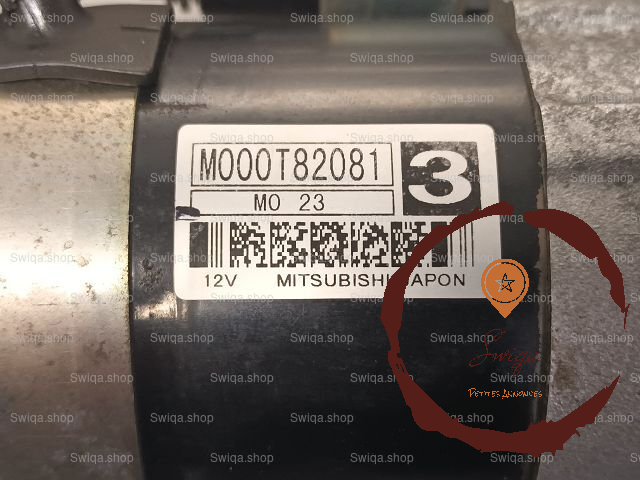 M000T82081
3
MO 23
12V MITSUBISHI JAPON
Swiqa
PETITES ANNONCES
Swiqa.shop